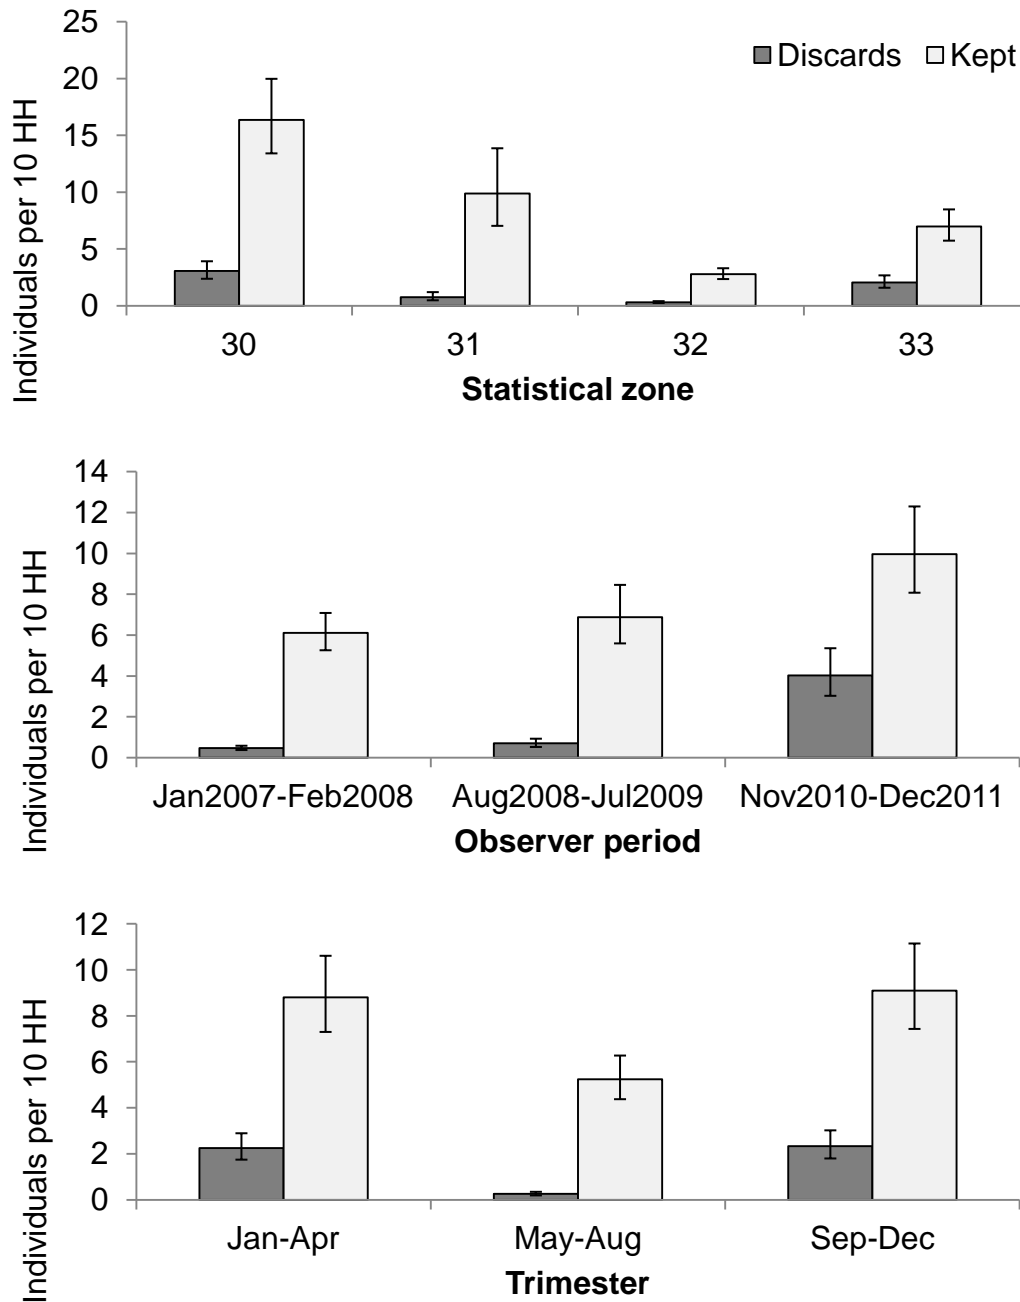 Individuals per 10 HH
25
20
15
10
5
0
Discards Kept
30 31 32 33
Statistical zone
Individuals per 10 HH
14
12
10
8
6
4
2
0
Jan2007-Feb2008 Aug2008-Jul2009 Nov2010-Dec2011
Observer period
Individuals per 10 HH
12
10
8
6
4
2
0
Jan-Apr May-Aug Sep-Dec
Trimester